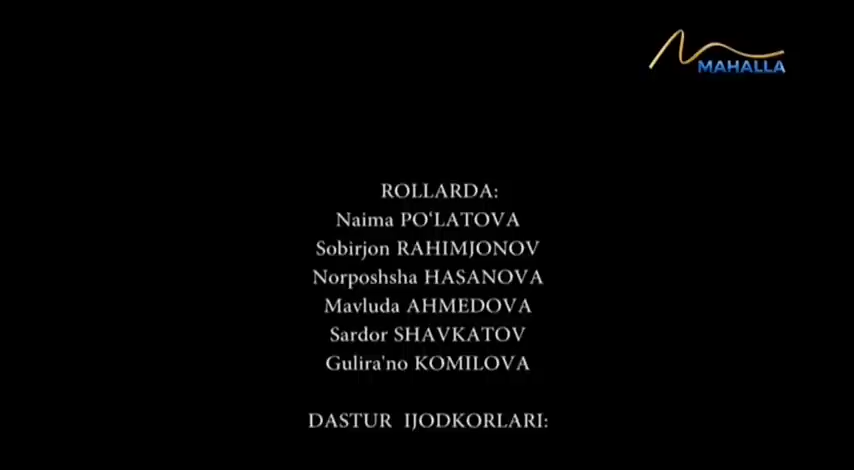 MAHALLA
ROLLARDA:
Naima PO‘LATOVA
Sobirjon RAHIMJONOV
Norposhsha HASANOVA
Mavluda AHMEDOVA
Sardor SHAVKATOV
Gulira'no KOMILOVA
DASTUR IJODKORLARI: